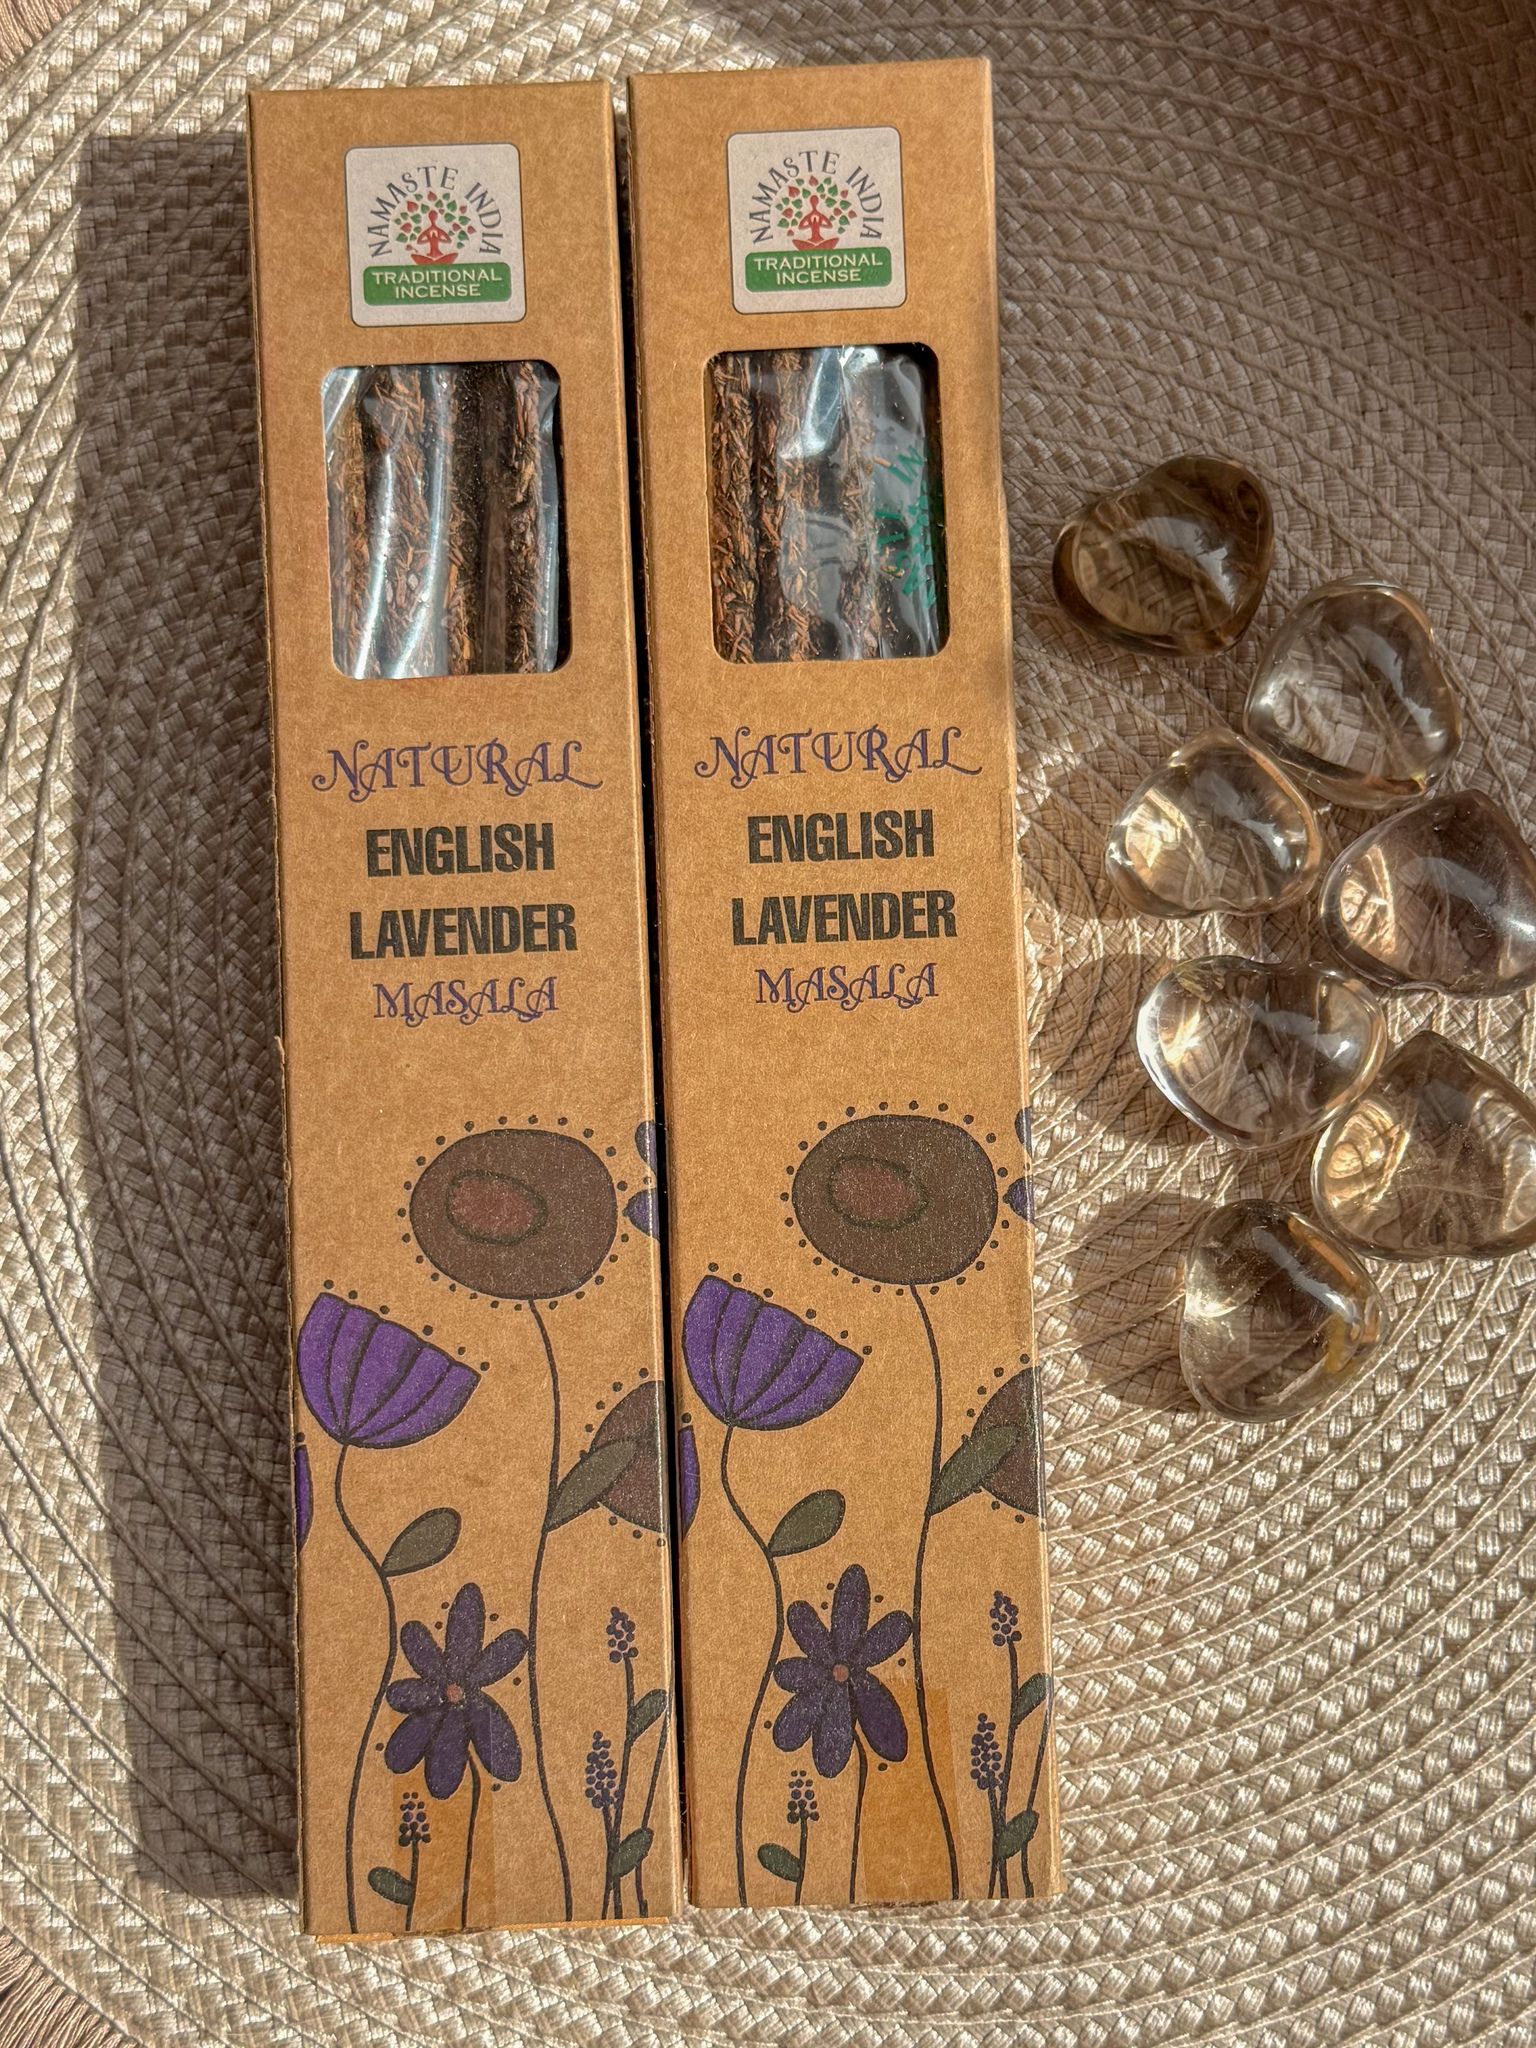 NAMASTE INDIA
TRADITIONAL
INCENSE
NATURAL
ENGLISH
LAVENDER
MASALA
NAMASTE INDIA
TRADITIONAL
INCENSE
NATURAL
ENGLISH
LAVENDER
MASALA